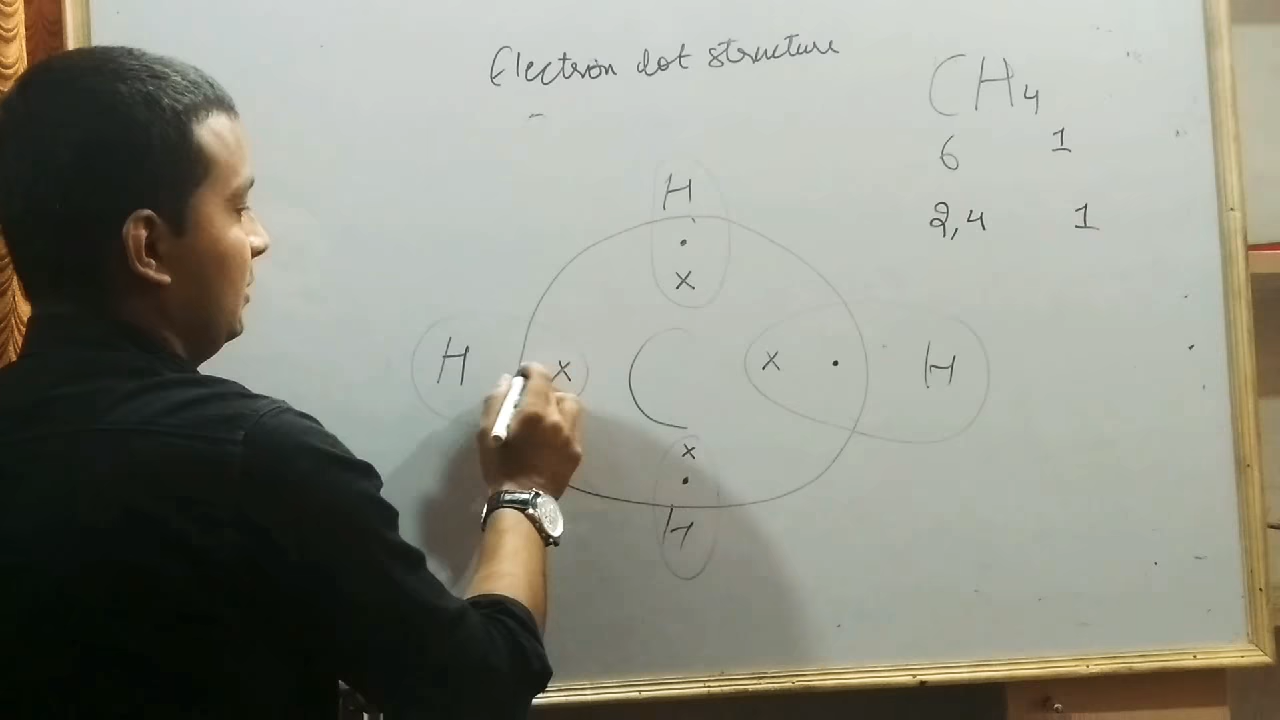 Electron dot structure
CH4
6 1
2,4 1
H
•
x
H x C x • H
x
•
H